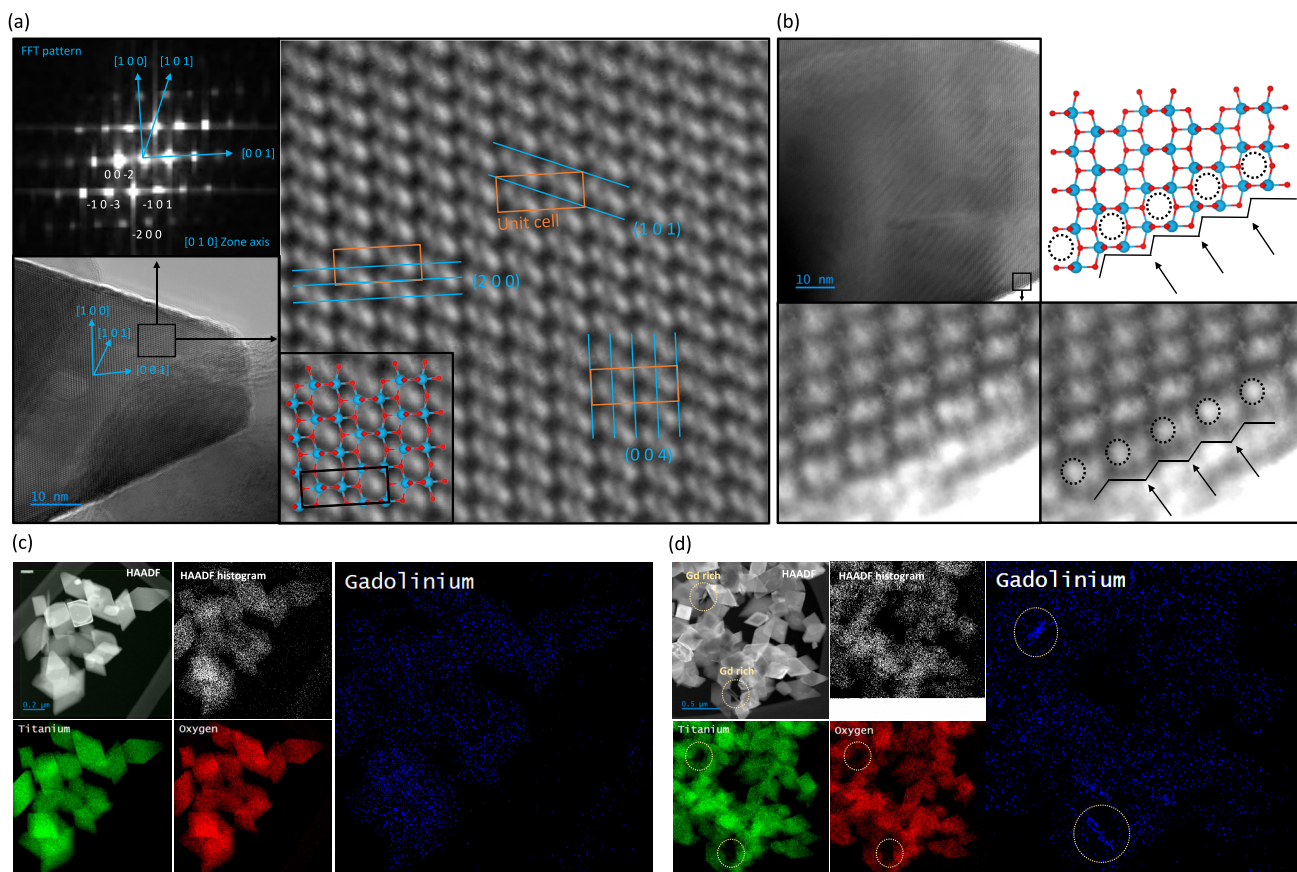 (a)
FFT pattern
[1 0 0]
[1 0 1]
[0 0 1]
0 0 -2
-1 0 -3
-1 0 1
-2 0 0
[0 1 0] Zone axis
[1 0 0]
[1 0 1]
[0 0 1]
10 nm
Unit cell
(1 0 1)
(2 0 0)
(0 0 4)
(b)
10 nm
(c)
HAADF
0.2 μm
HAADF histogram
Gadolinium
Titanium
Oxygen
(d)
Gd rich
HAADF
Gd rich
0.5 μm
HAADF histogram
Gadolinium
Titanium
Oxygen